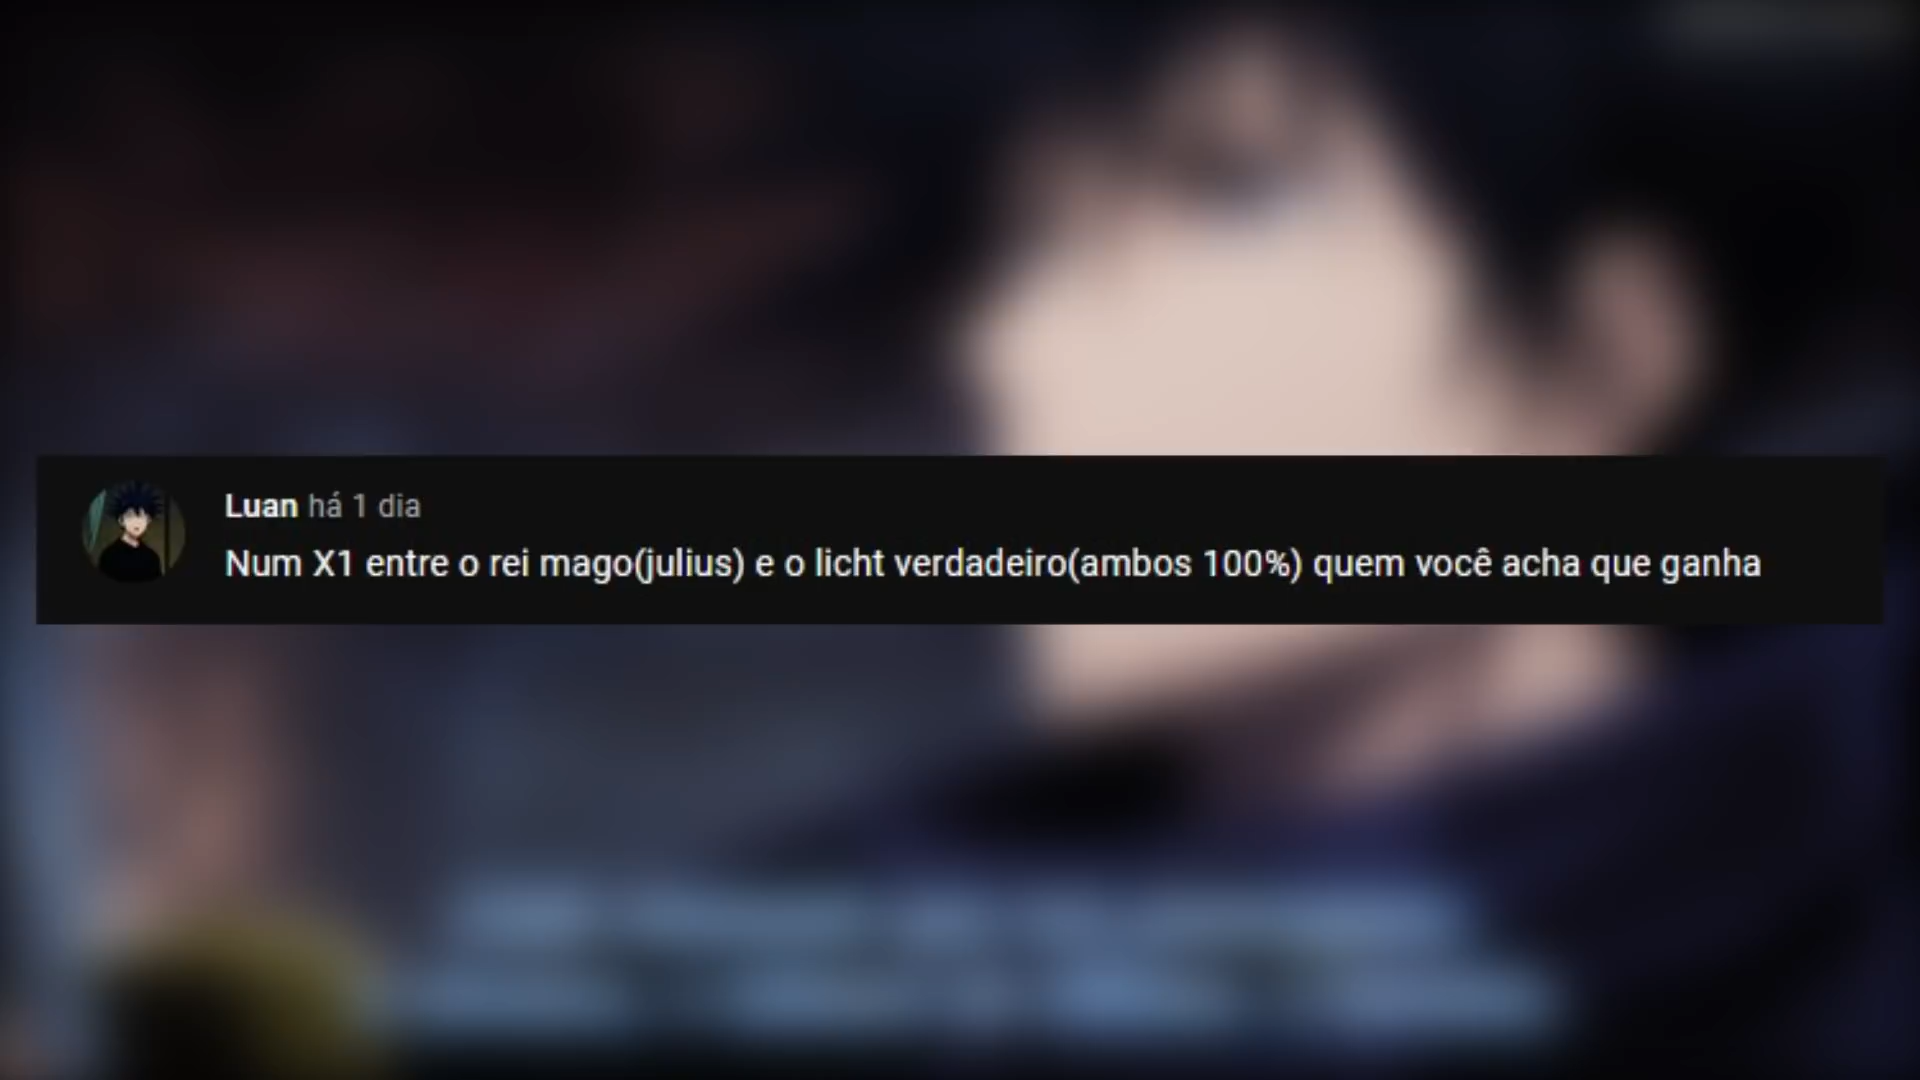 Luan há 1 dia
Num X1 entre o rei mago(julius) e o licht verdadeiro(ambos 100%) quem você acha que ganha